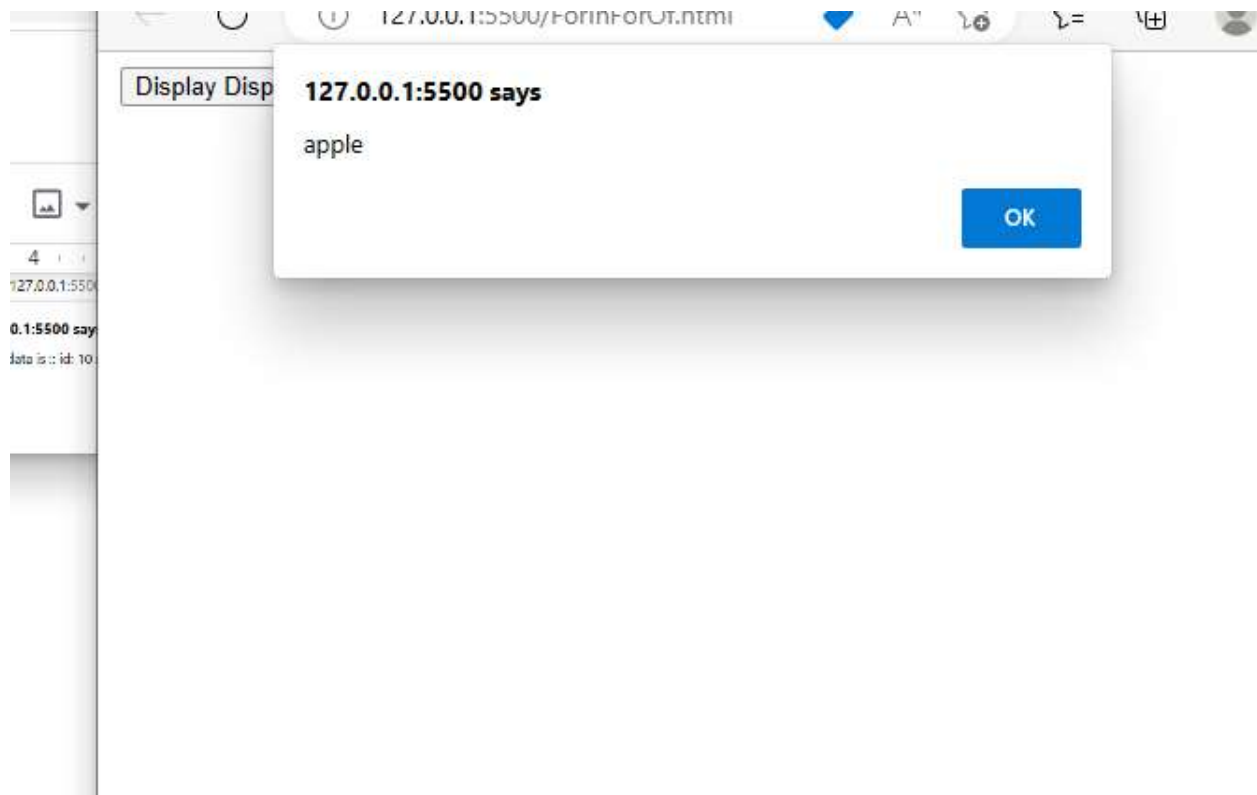 127.0.0.1:5500/ForInForOf.html
Display Disp
127.0.0.1:5500 says
apple
OK
4
127.0.0.1:550
0.1:5500 say
data is :: id: 10